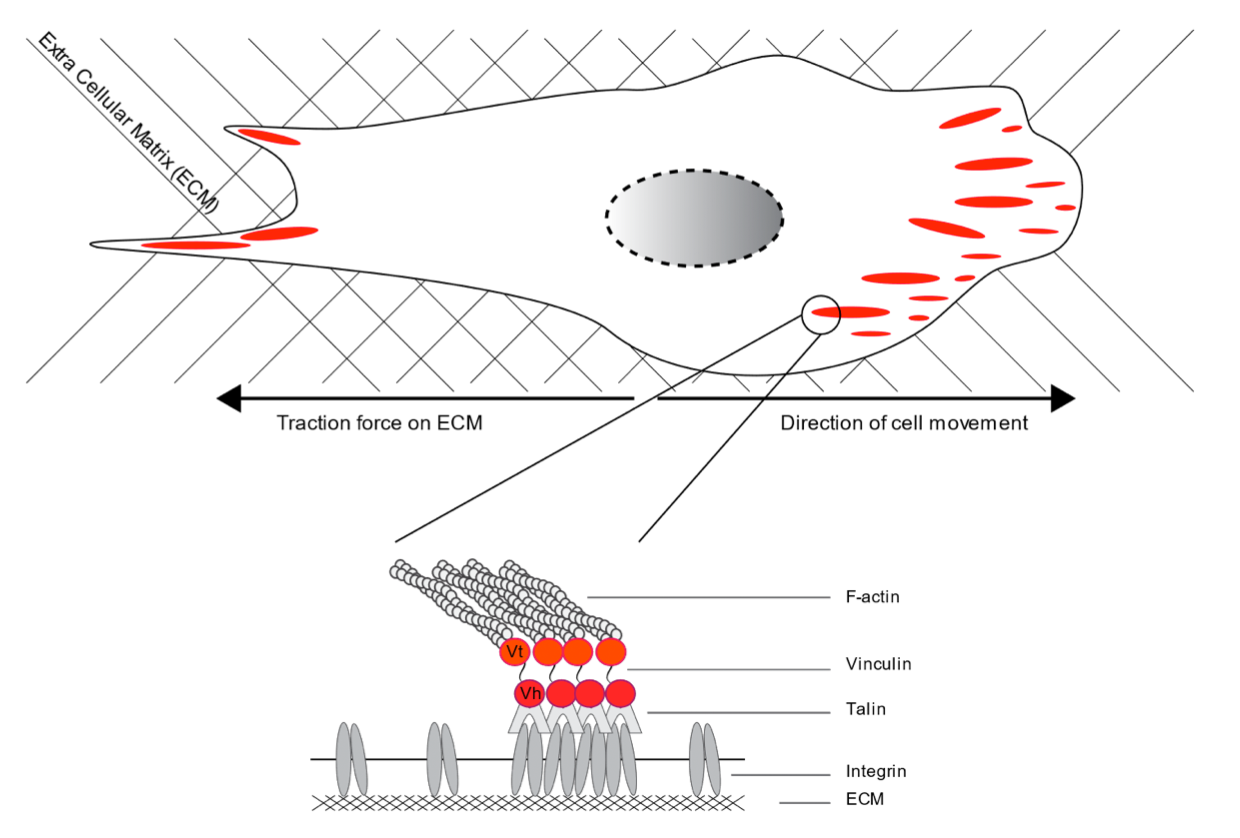 Extra Cellular Matrix (ECM)
Traction force on ECM
Direction of cell movement
F-actin
Vt
Vinculin
Vh
Talin
Integrin
ECM